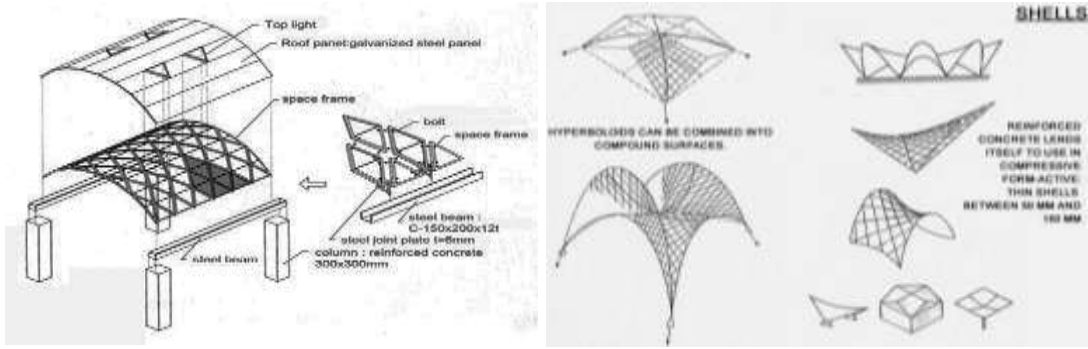 Top light
Roof panel:galvanized steel panel
space frame
bolt
space frame
steel beam :
C-150x200x12t
steel joint plate t=6mm
column : reinforced concrete
300x300mm
steel beam
HYPERBOLOIDS CAN BE COMBINED INTO
COMPOUND SURFACES.
SHELLS
REINFORCED
CONCRETE LENDS
ITSELF TO USE IN
COMPRESSIVE
FORM-ACTIVE
THIN SHELLS
BETWEEN 50 MM AND
MM